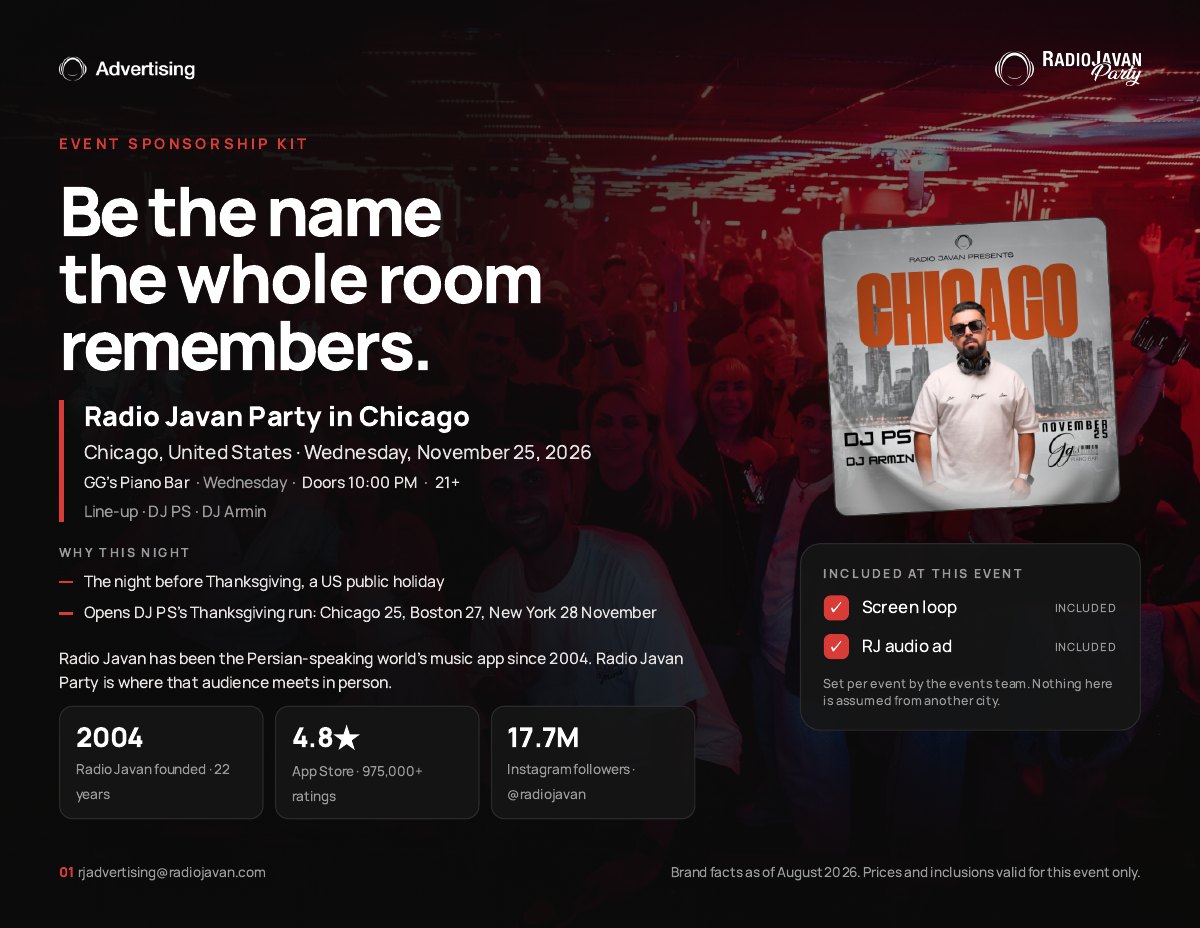 Advertising
RADIOJAVAN
Party
EVENT SPONSORSHIP KIT
Be the name
the whole room
remembers.
Radio Javan Party in Chicago
Chicago, United States · Wednesday, November 25, 2026
GG's Piano Bar · Wednesday · Doors 10:00 PM · 21+
Line-up · DJ PS · DJ Armin
WHY THIS NIGHT
— The night before Thanksgiving, a US public holiday
— Opens DJ PS's Thanksgiving run: Chicago 25, Boston 27, New York 28 November
Radio Javan has been the Persian-speaking world's music app since 2004. Radio Javan
Party is where that audience meets in person.
2004
Radio Javan founded · 22
years
4.8★
App Store · 975,000+
ratings
17.7M
Instagram followers ·
@radiojavan
RADIO JAVAN PRESENTS
CHICAGO
DJ PS
DJ ARMIN
NOVEMBER
25
Gg
PIANO BAR
INCLUDED AT THIS EVENT
✓ Screen loop INCLUDED
✓ RJ audio ad INCLUDED
Set per event by the events team. Nothing here
is assumed from another city.
01 rjadvertising@radiojavan.com
Brand facts as of August 2026. Prices and inclusions valid for this event only.